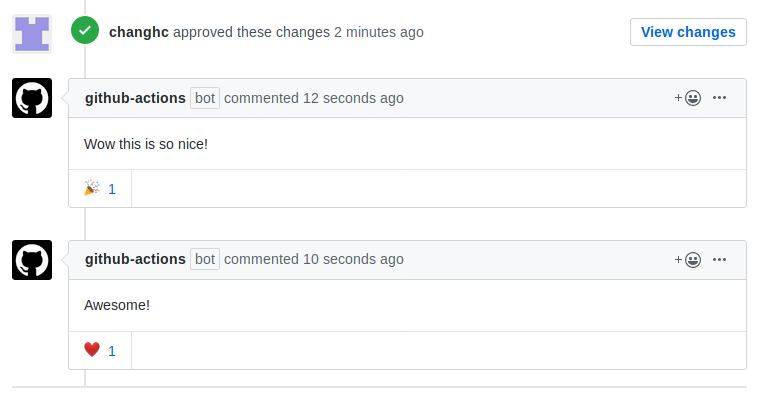 changhc approved these changes 2 minutes ago View changes
github-actions bot commented 12 seconds ago
Wow this is so nice!
🎉 1
github-actions bot commented 10 seconds ago
Awesome!
❤️ 1